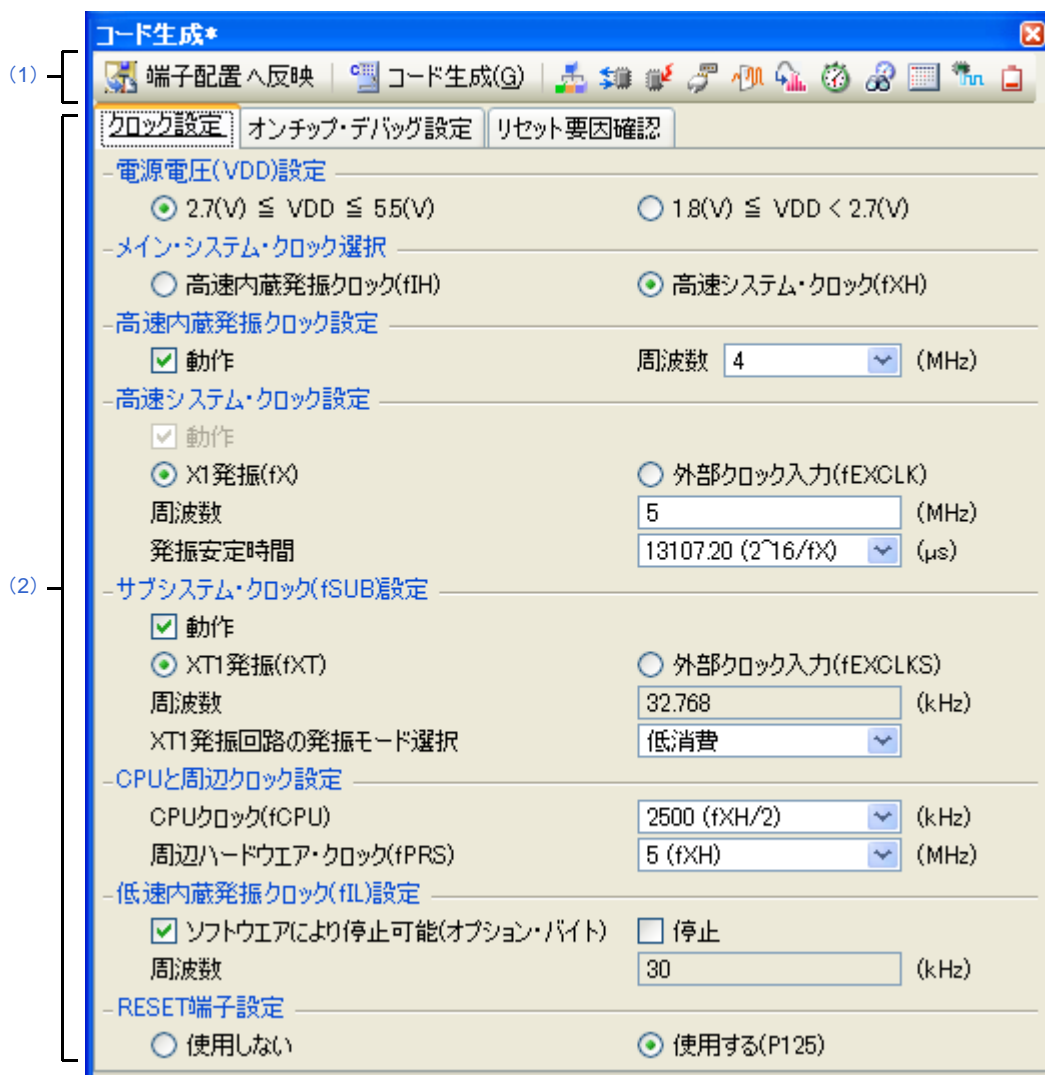 コード生成*
(1)
端子配置へ反映 コード生成(G)
クロック設定 オンチップ・デバッグ設定 リセット要因確認
電源電圧(VDD)設定
2.7(V) ≦ VDD ≦ 5.5(V) 1.8(V) ≦ VDD < 2.7(V)
メイン・システム・クロック選択
高速内蔵発振クロック(fIH) 高速システム・クロック(fXH)
高速内蔵発振クロック設定
動作 周波数 4 (MHz)
高速システム・クロック設定
動作
X1発振(fX) 外部クロック入力(fEXCLK)
周波数 5 (MHz)
発振安定時間 13107.20 (2^16/fX) (μs)
(2)
サブシステム・クロック(fSUB)設定
動作
XT1発振(fXT) 外部クロック入力(fEXCLKS)
周波数 32.768 (kHz)
XT1発振回路の発振モード選択 低消費
CPUと周辺クロック設定
CPUクロック(fCPU) 2500 (fXH/2) (kHz)
周辺ハードウエア・クロック(fPRS) 5 (fXH) (MHz)
低速内蔵発振クロック(fIL)設定
ソフトウエアにより停止可能(オプション・バイト) 停止
周波数 30 (kHz)
RESET端子設定
使用しない 使用する(P125)